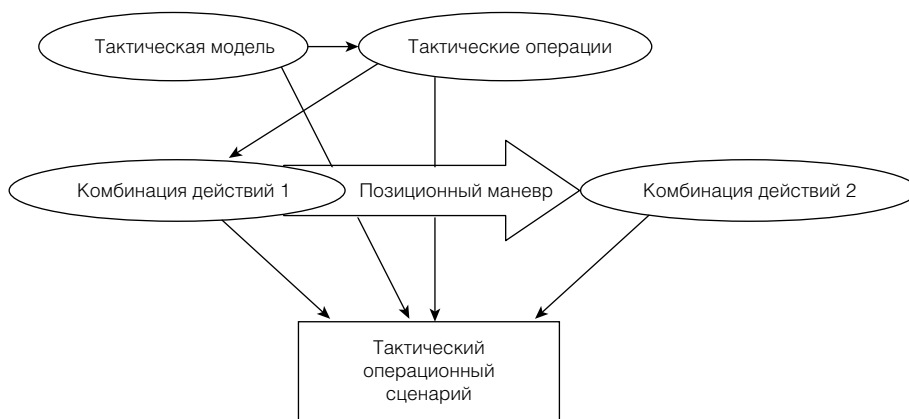 Тактическая модель
Тактические операции
Комбинация действий 1
Позиционный маневр
Комбинация действий 2
Тактический
операционный
сценарий